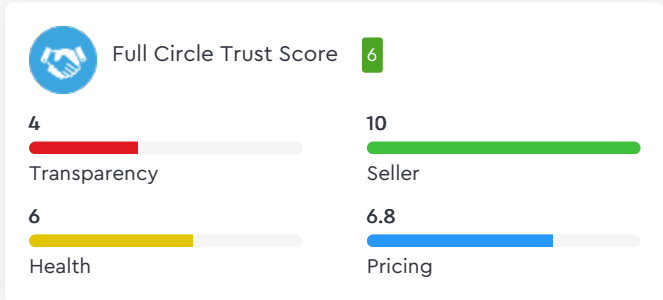 Full Circle Trust Score 6
4
Transparency
10
Seller
6
Health
6.8
Pricing